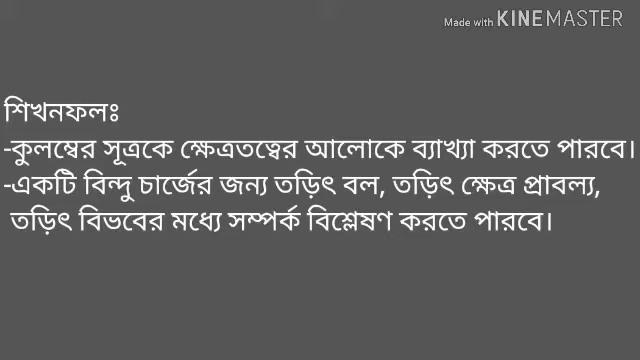 Made with KINEMASTER
শিখনফলঃ
-কুলম্বের সূত্রকে ক্ষেত্রতত্বের আলোকে ব্যাখ্যা করতে পারবে।
-একটি বিন্দু চার্জের জন্য তড়িৎ বল, তড়িৎ ক্ষেত্র প্রাবল্য,
তড়িৎ বিভবের মধ্যে সম্পর্ক বিশ্লেষণ করতে পারবে।